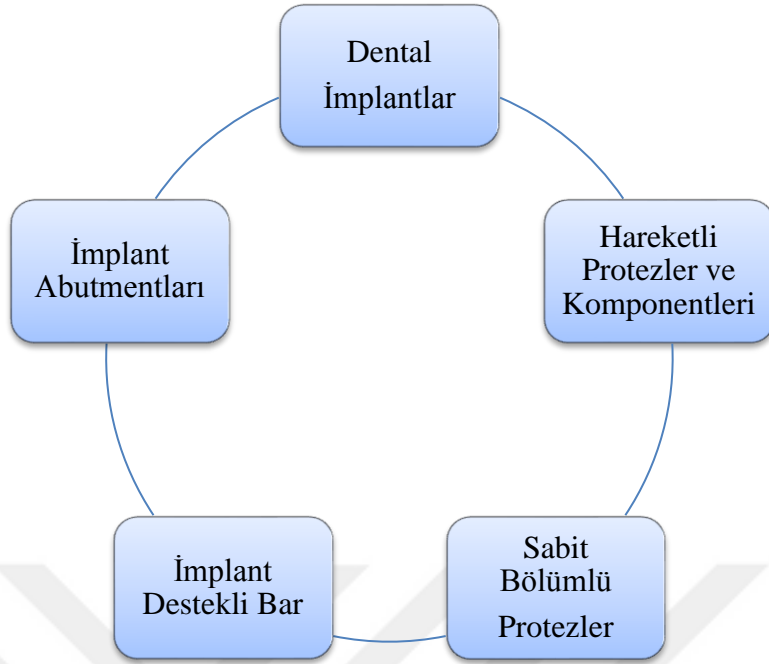 Dental
İmplantlar
Hareketli
Protezler ve
Komponentleri
Sabit
Bölümlü
Protezler
İmplant
Destekli Bar
İmplant
Abutmentları